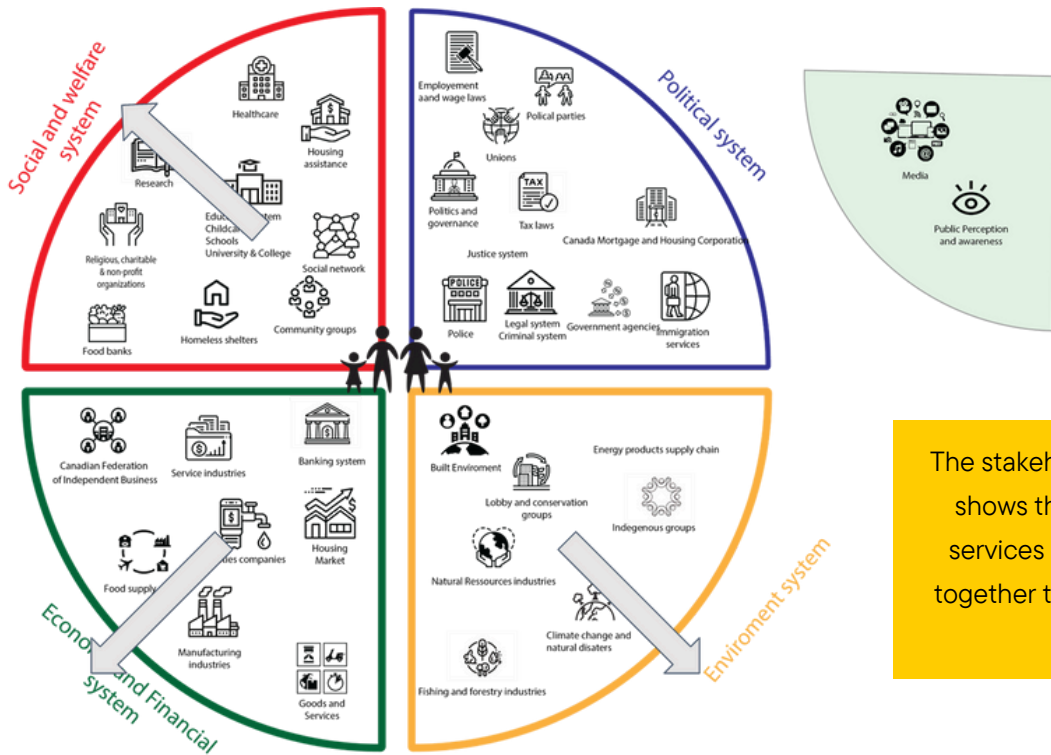 Social and welfare
system
Healthcare
Housing
assistance
Research
Schools
University & College
Religious, charitable
& non-profit
organizations
Social network
Food banks
Homeless shelters
Community groups
Political system
Employement
aand wage laws
Polical parties
Unions
Politics and
governance
TAX
Tax laws
Canada Mortgage and Housing Corporation
Justice system
POLICE
Police
Legal system
Criminal system
Government agencies
Immigration
services
Media
Public Perception
and awareness
Canadian Federation
of Independent Business
Service industries
Banking system
companies
Housing
Market
Food supply
Manufacturing
industries
Goods and
Services
and Financial
system
Built Enviroment
Energy products supply chain
Lobby and conservation
groups
Indegenous groups
Natural Ressources industries
Climate change and
natural disaters
Fishing and forestry industries
Enviroment system
The
shows
services
together